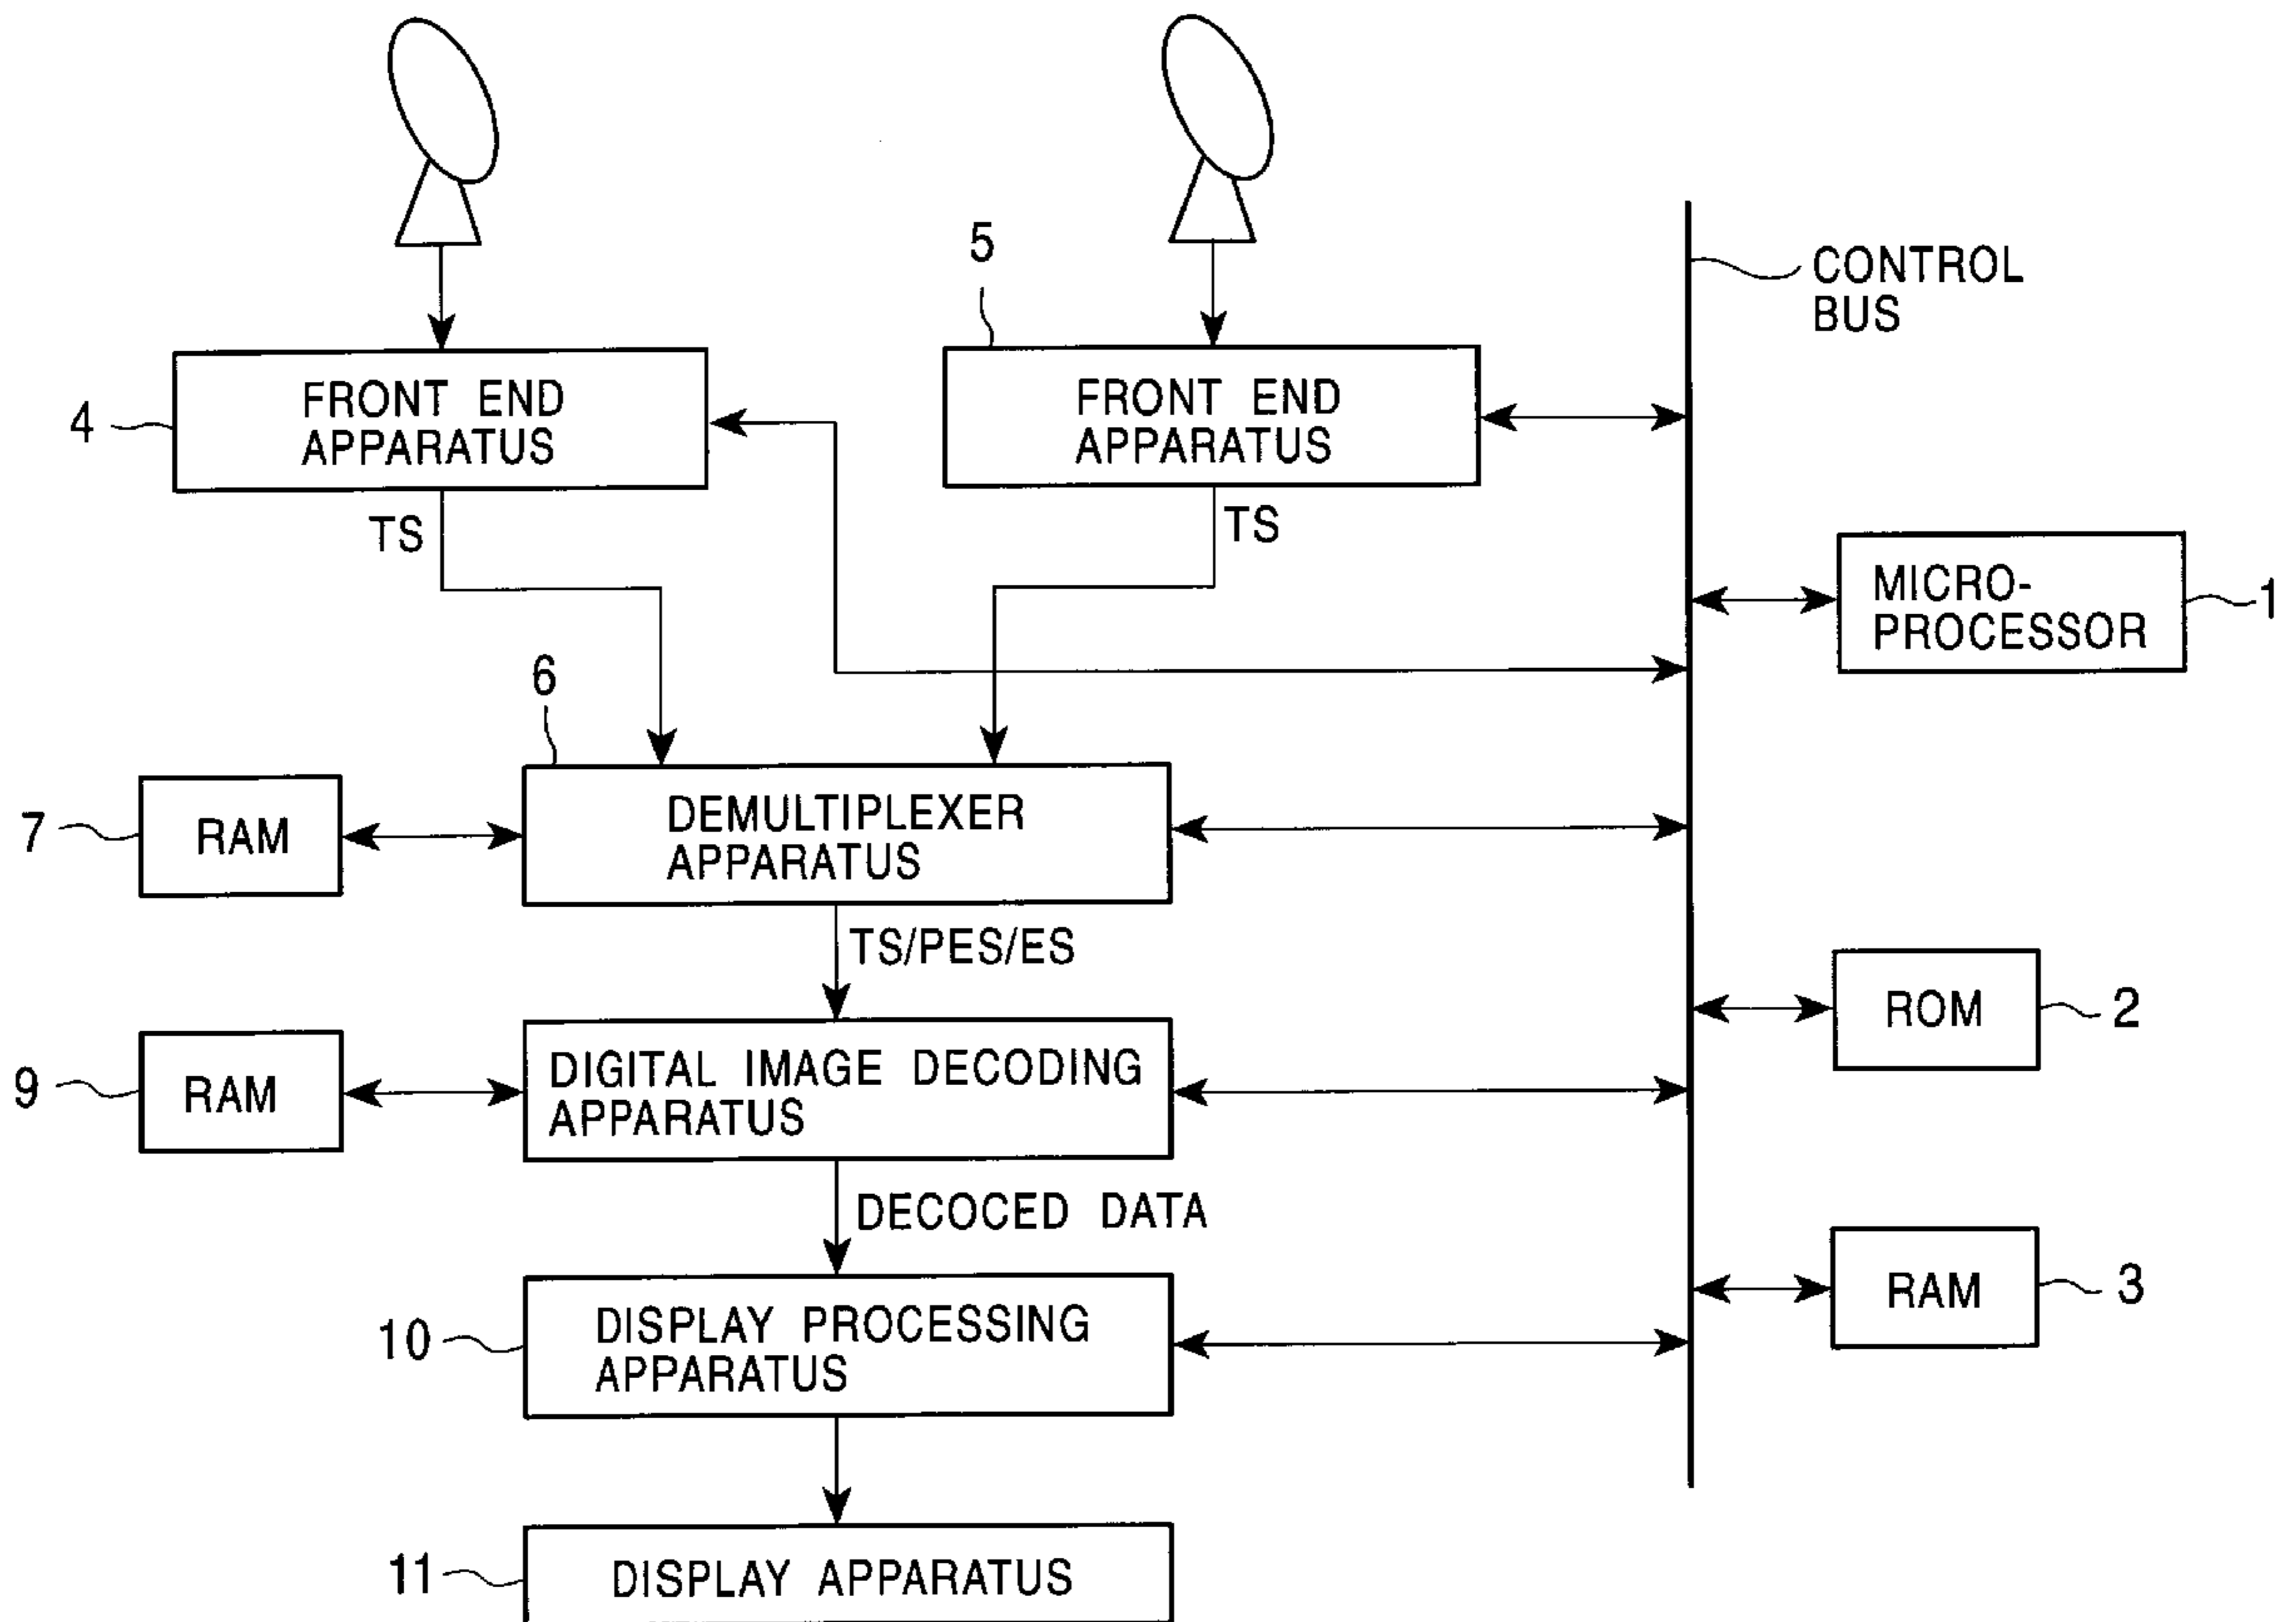 5
CONTROL
BUS
4
FRONT END
APPARATUS
FRONT END
APPARATUS
TS
TS
MICRO-
PROCESSOR
1
6
7
RAM
DEMULTIPLEXER
APPARATUS
TS/PES/ES
ROM
2
9
RAM
DIGITAL IMAGE DECODING
APPARATUS
DECOCED DATA
RAM
3
10
DISPLAY PROCESSING
APPARATUS
11
DISPLAY APPARATUS